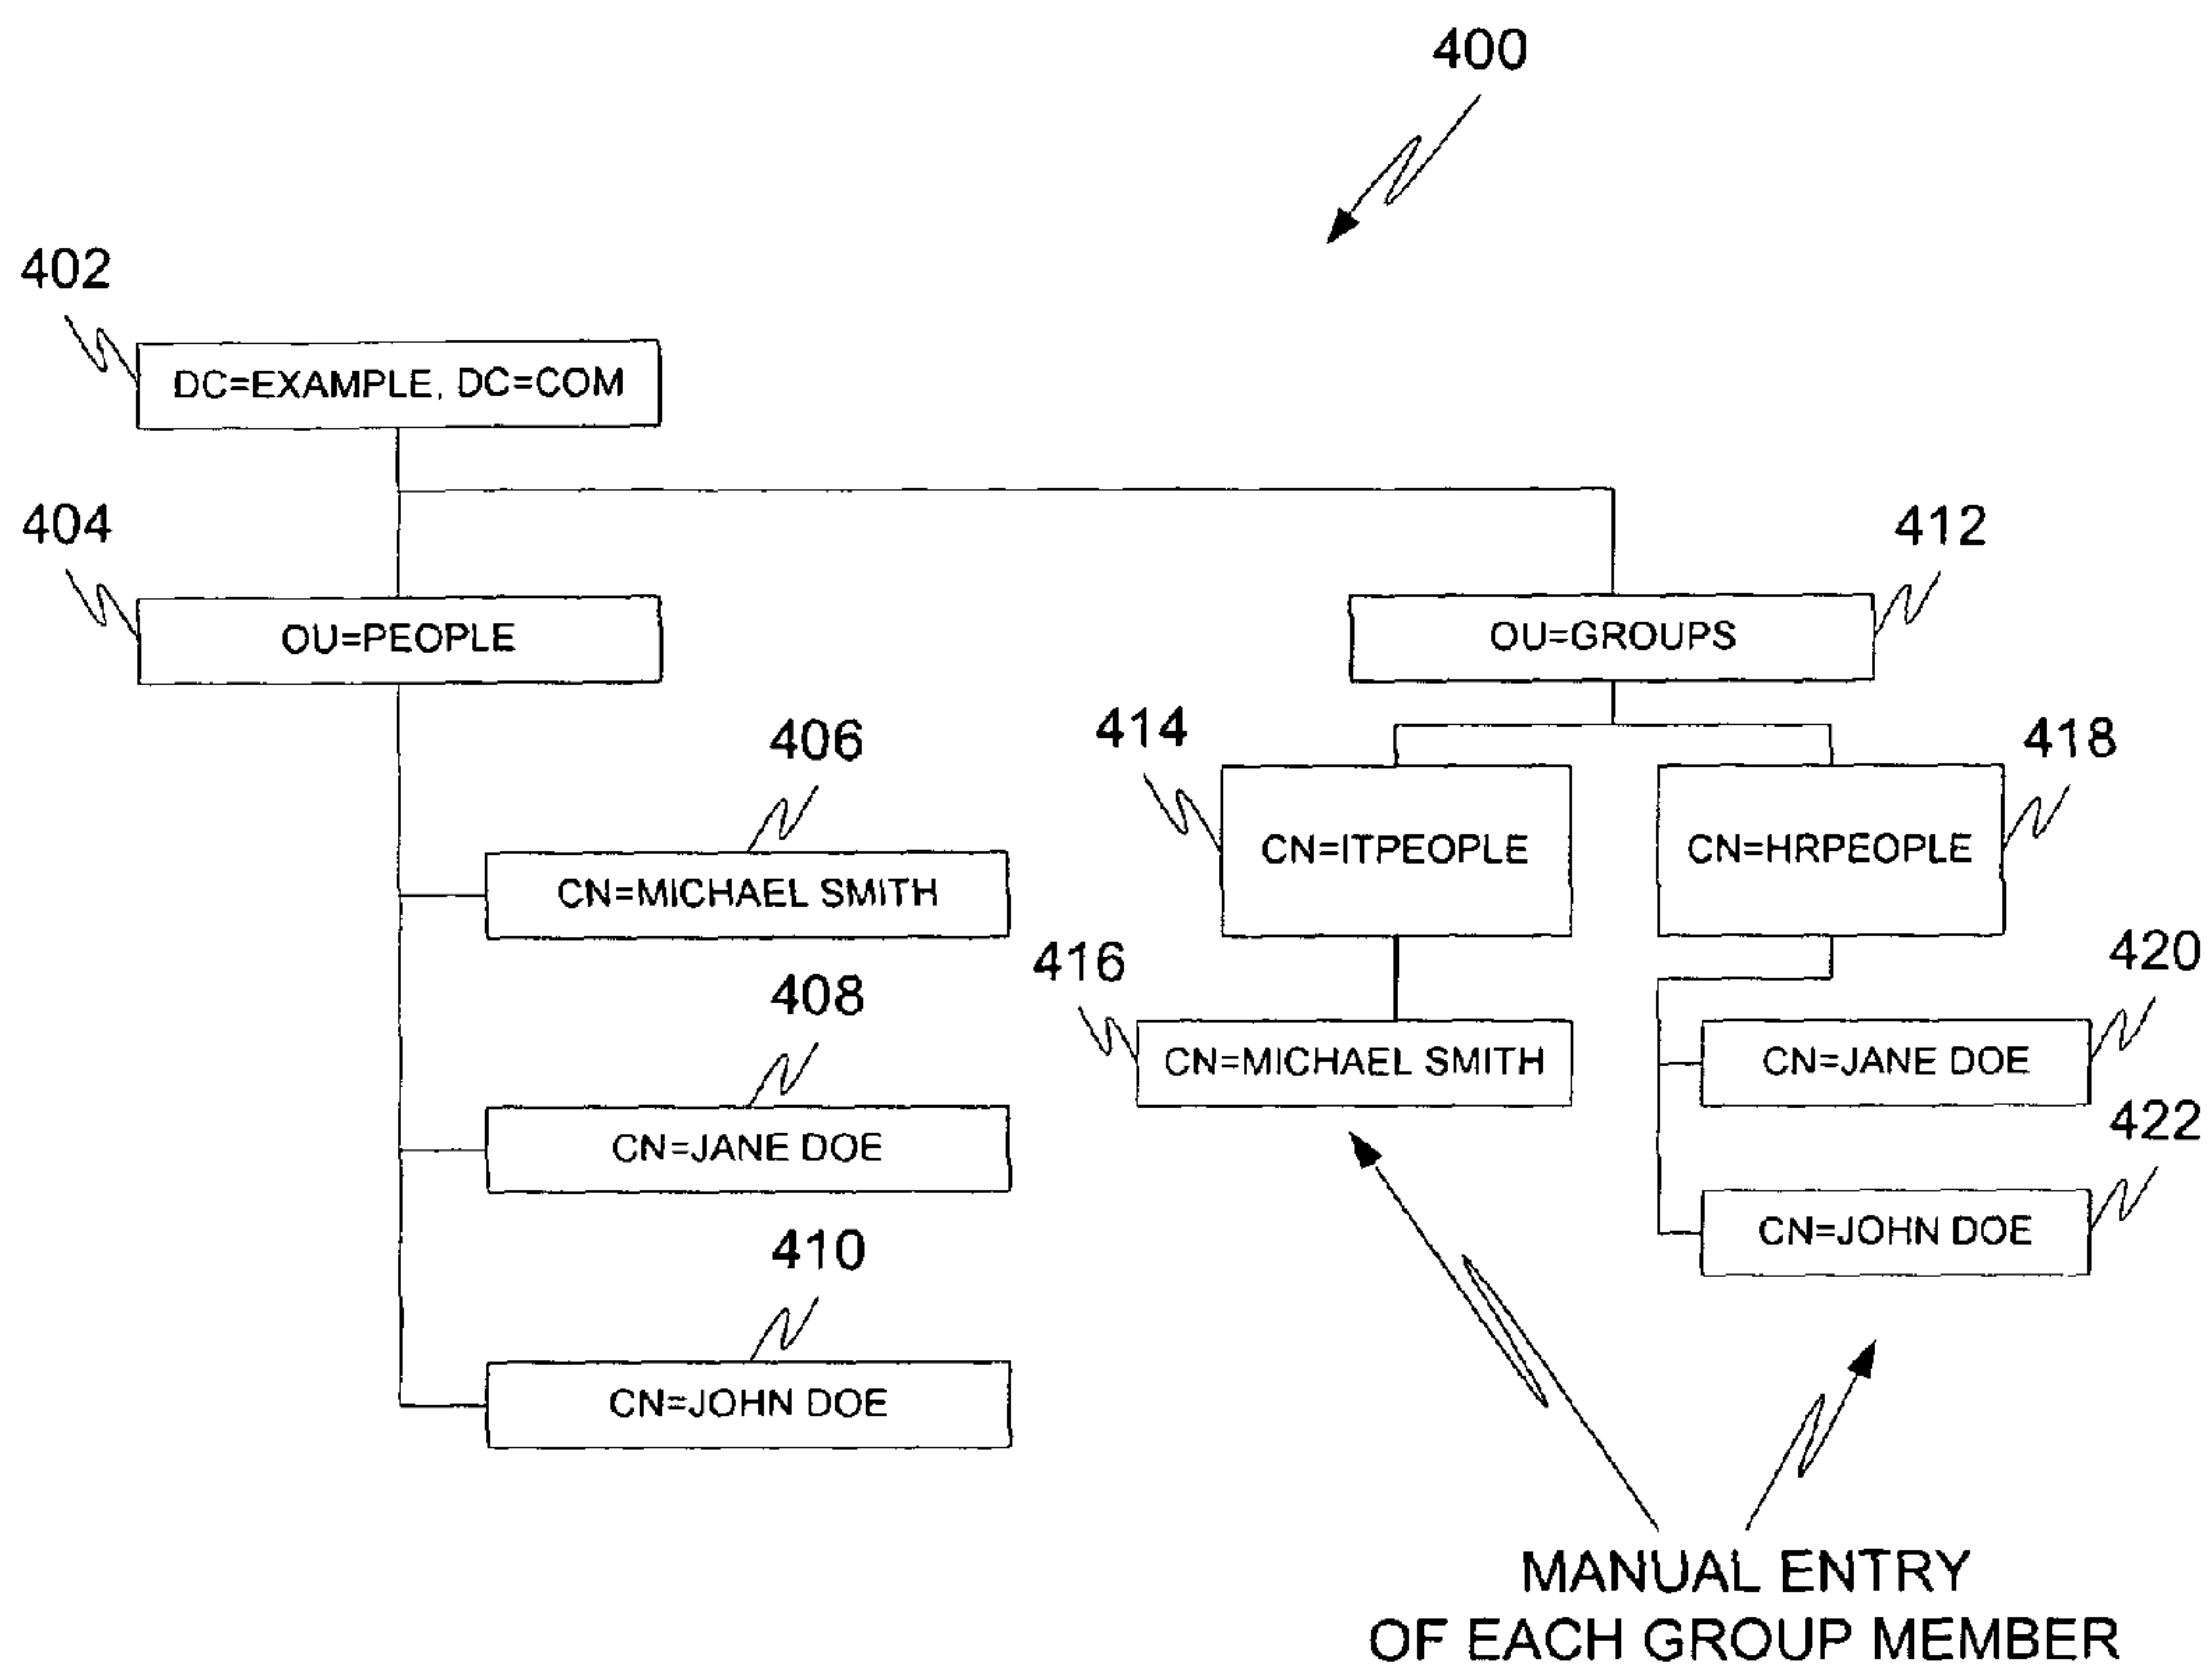 400
402
DC=EXAMPLE, DC=COM
404
412
OU=PEOPLE
OU=GROUPS
406
414
418
CN=MICHAEL SMITH
CN=ITPEOPLE
CN=HRPEOPLE
408
416
420
CN=JANE DOE
CN=MICHAEL SMITH
CN=JANE DOE
422
410
CN=JOHN DOE
CN=JOHN DOE
MANUAL ENTRY
OF EACH GROUP MEMBER